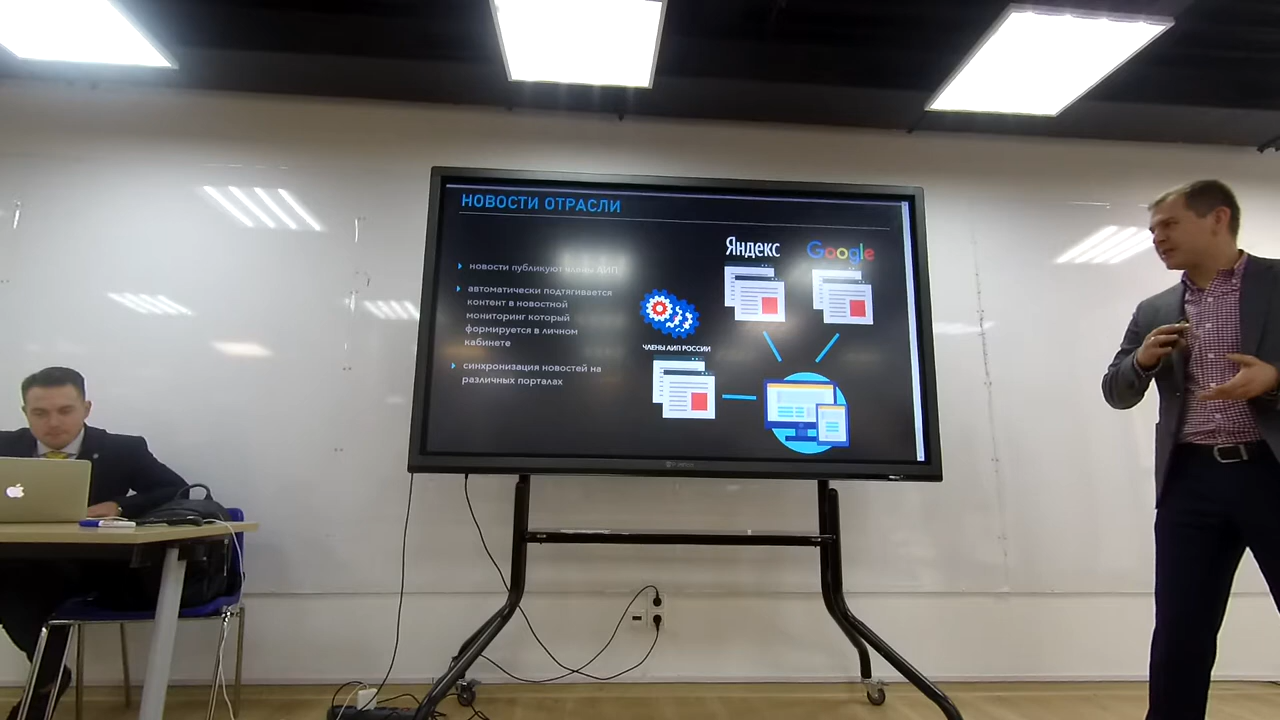 НОВОСТИ ОТРАСЛИ
новости публикуют члены АИП
автоматически подтягивается
контент в новостной
мониторинг который
формируется в личном
кабинете
синхронизация новостей на
различных порталах
Яндекс
Google
ЧЛЕНЫ АИП РОССИИ